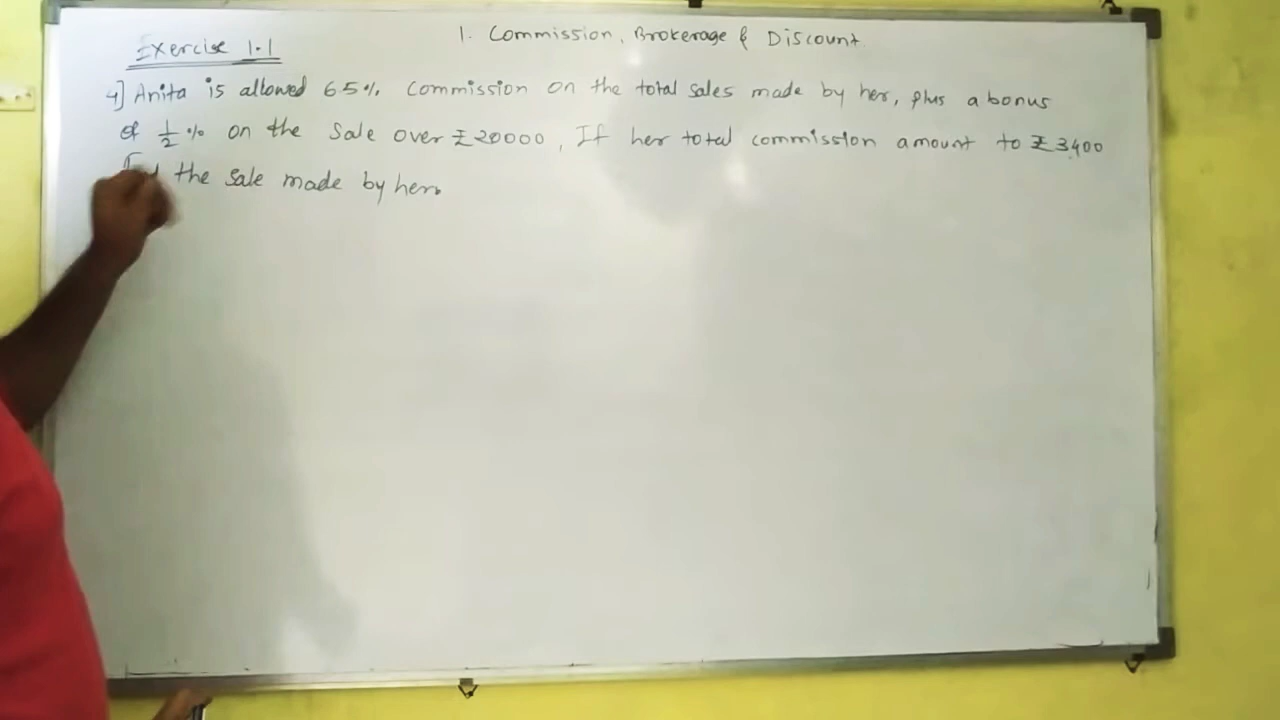 1. Commission, Brokerage & Discount
Exercise 1.1
4] Anita is allowed 6.5% Commission on the total sales made by her, plus a bonus
of 1/2 % on the Sale over ₹20000, If her total commission amount to ₹3400
the sale made by her.